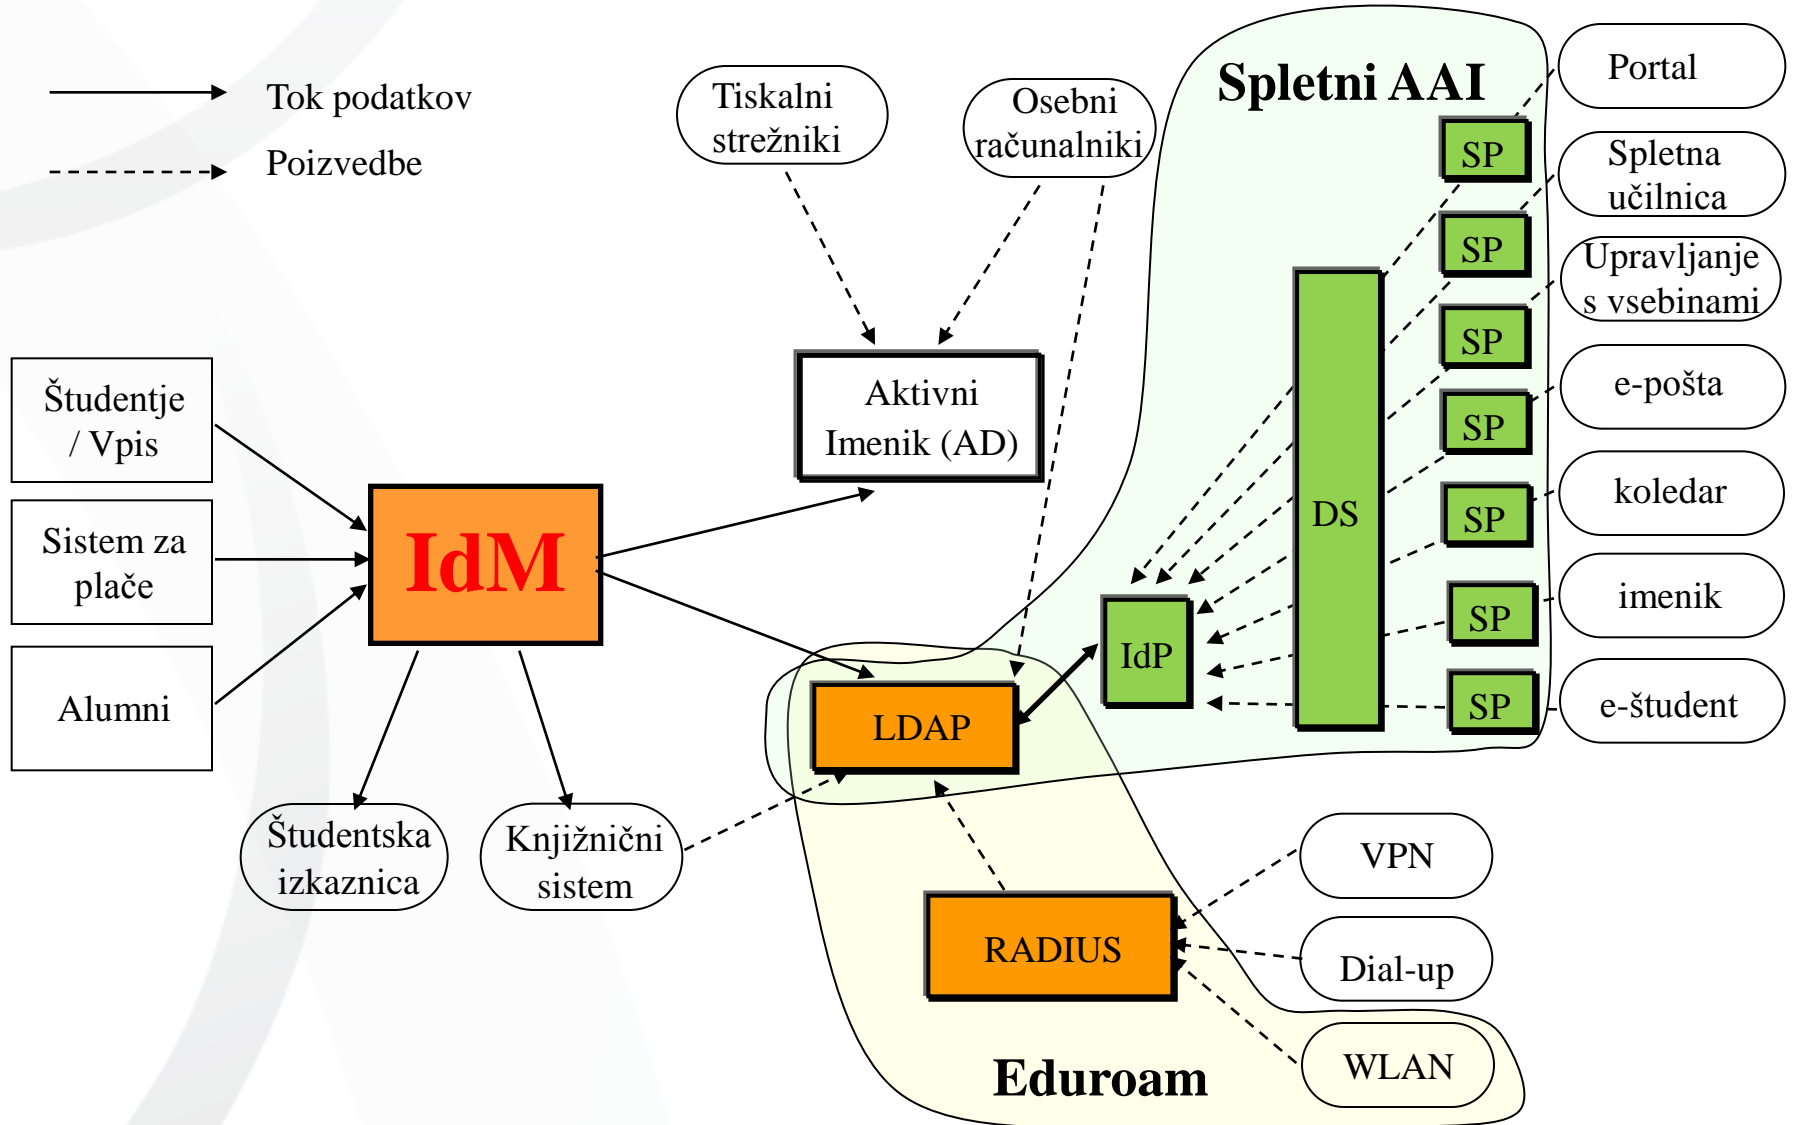 Tok podatkov
Poizvedbe
Tiskalni
strežniki
Osebni
računalniki
Spletni AAI
Portal
Spletna
učilnica
Upravljanje
s vsebinami
e-pošta
koledar
imenik
e-študent
SP
SP
SP
SP
SP
SP
SP
DS
IdP
Aktivni
Imenik (AD)
Študentje
/ Vpis
Sistem za
plače
Alumni
IdM
LDAP
Študentska
izkaznica
Knjižnični
sistem
RADIUS
VPN
Dial-up
WLAN
Eduroam